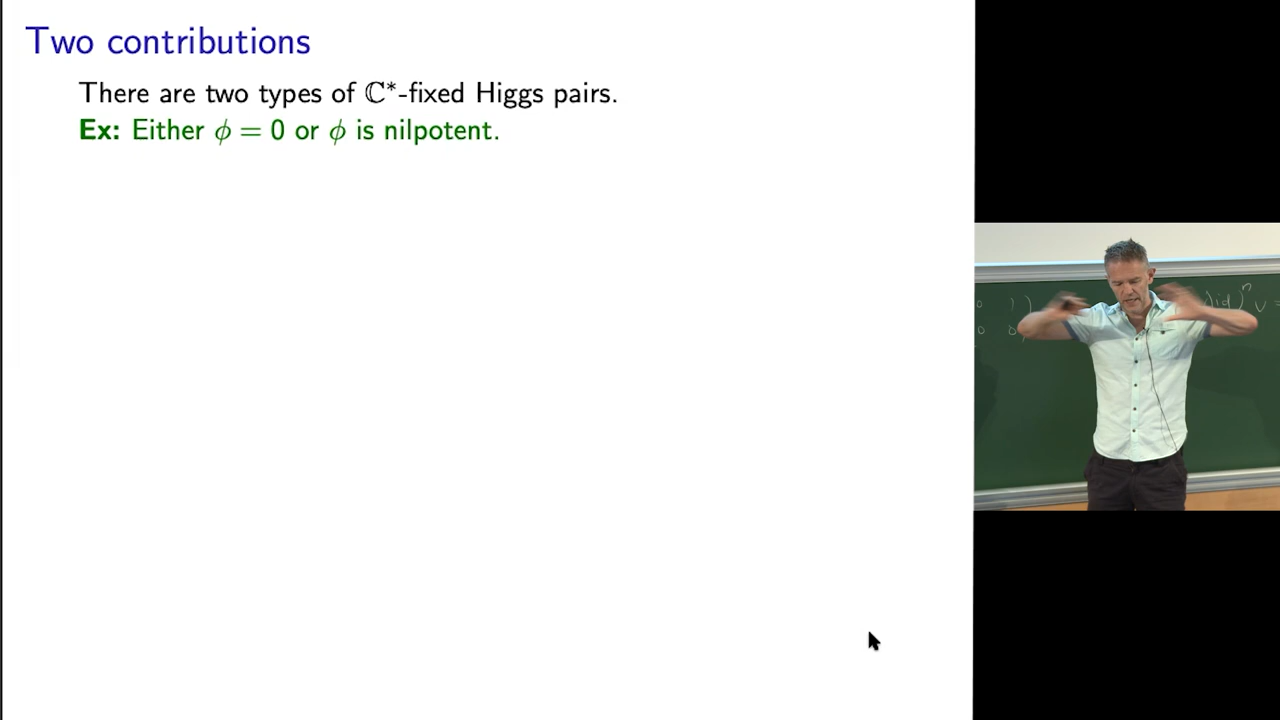 Two contributions
There are two types of ℂ*-fixed Higgs pairs.
Ex: Either ϕ = 0 or ϕ is nilpotent.